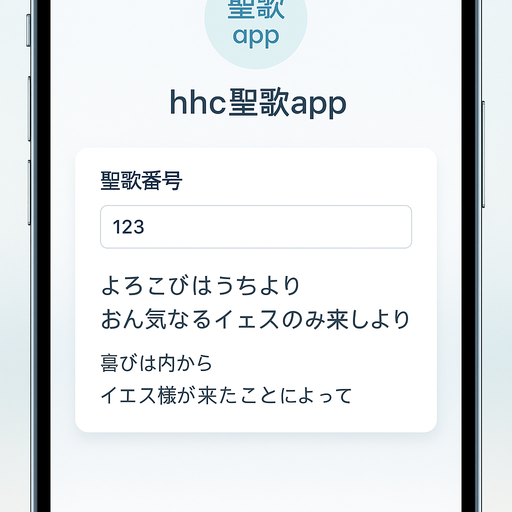 聖歌
app
hhc聖歌app
聖歌番号
123
よろこびはうちより
おん気なるイェスのみ来しより
喜びは内から
イエス様が来たことによって